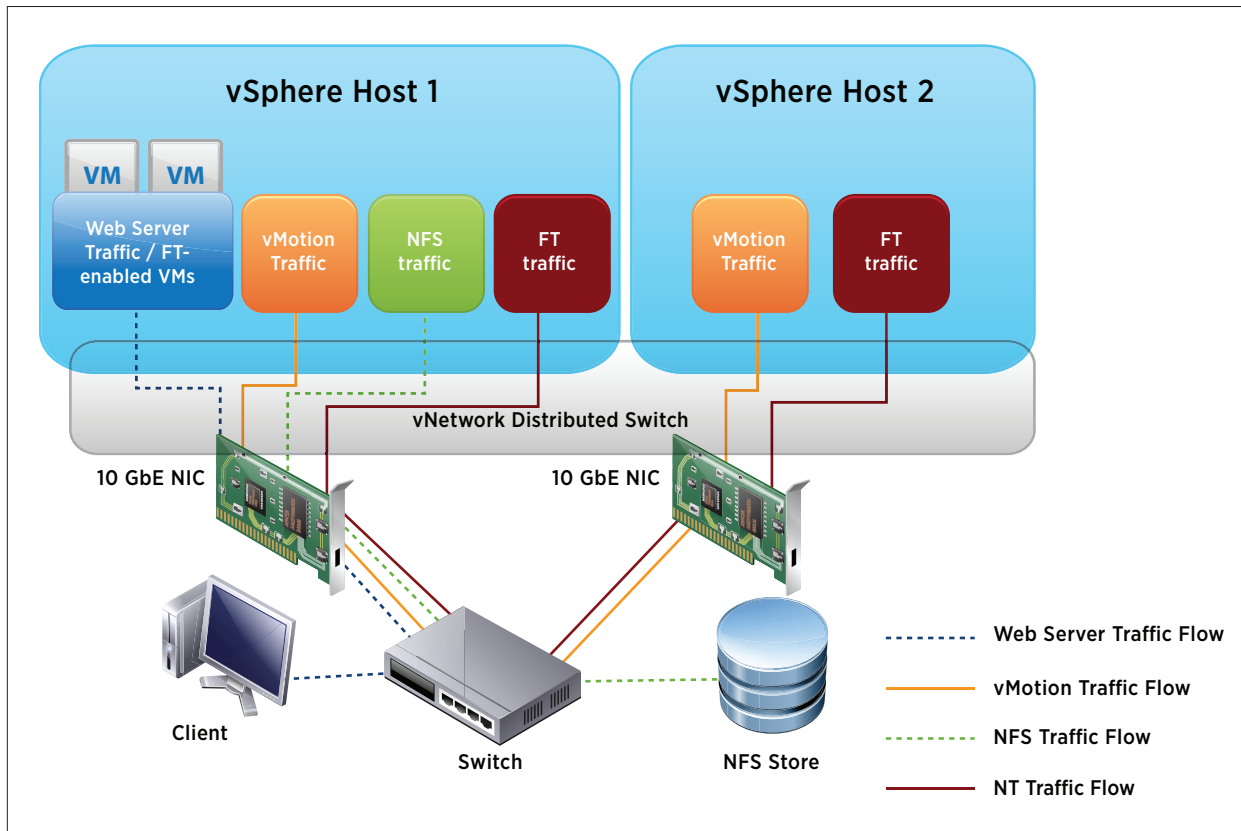 vSphere Host 1
vSphere Host 2
VM
VM
Web Server
Traffic / FT-
enabled VMs
vMotion
Traffic
NFS
traffic
FT
traffic
vMotion
Traffic
FT
traffic
vNetwork Distributed Switch
10 GbE NIC
10 GbE NIC
Client
Switch
NFS Store
Web Server Traffic Flow
vMotion Traffic Flow
NFS Traffic Flow
NT Traffic Flow